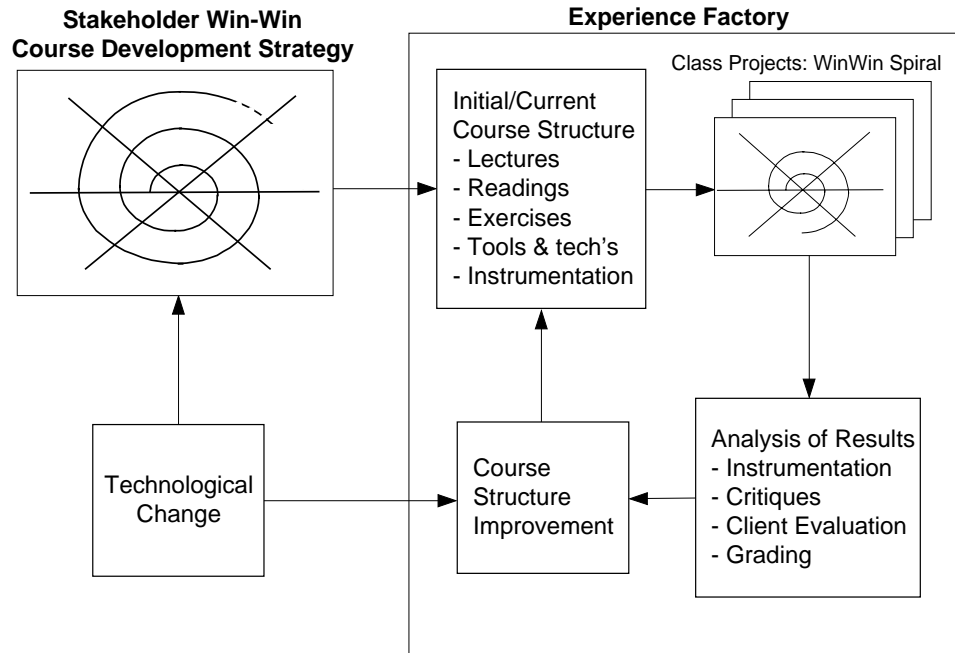 Stakeholder Win-Win
Course Development Strategy
Experience Factory
Class Projects: WinWin Spiral
Initial/Current
Course Structure
- Lectures
- Readings
- Exercises
- Tools & tech's
- Instrumentation
Technological
Change
Course
Structure
Improvement
Analysis of Results
- Instrumentation
- Critiques
- Client Evaluation
- Grading